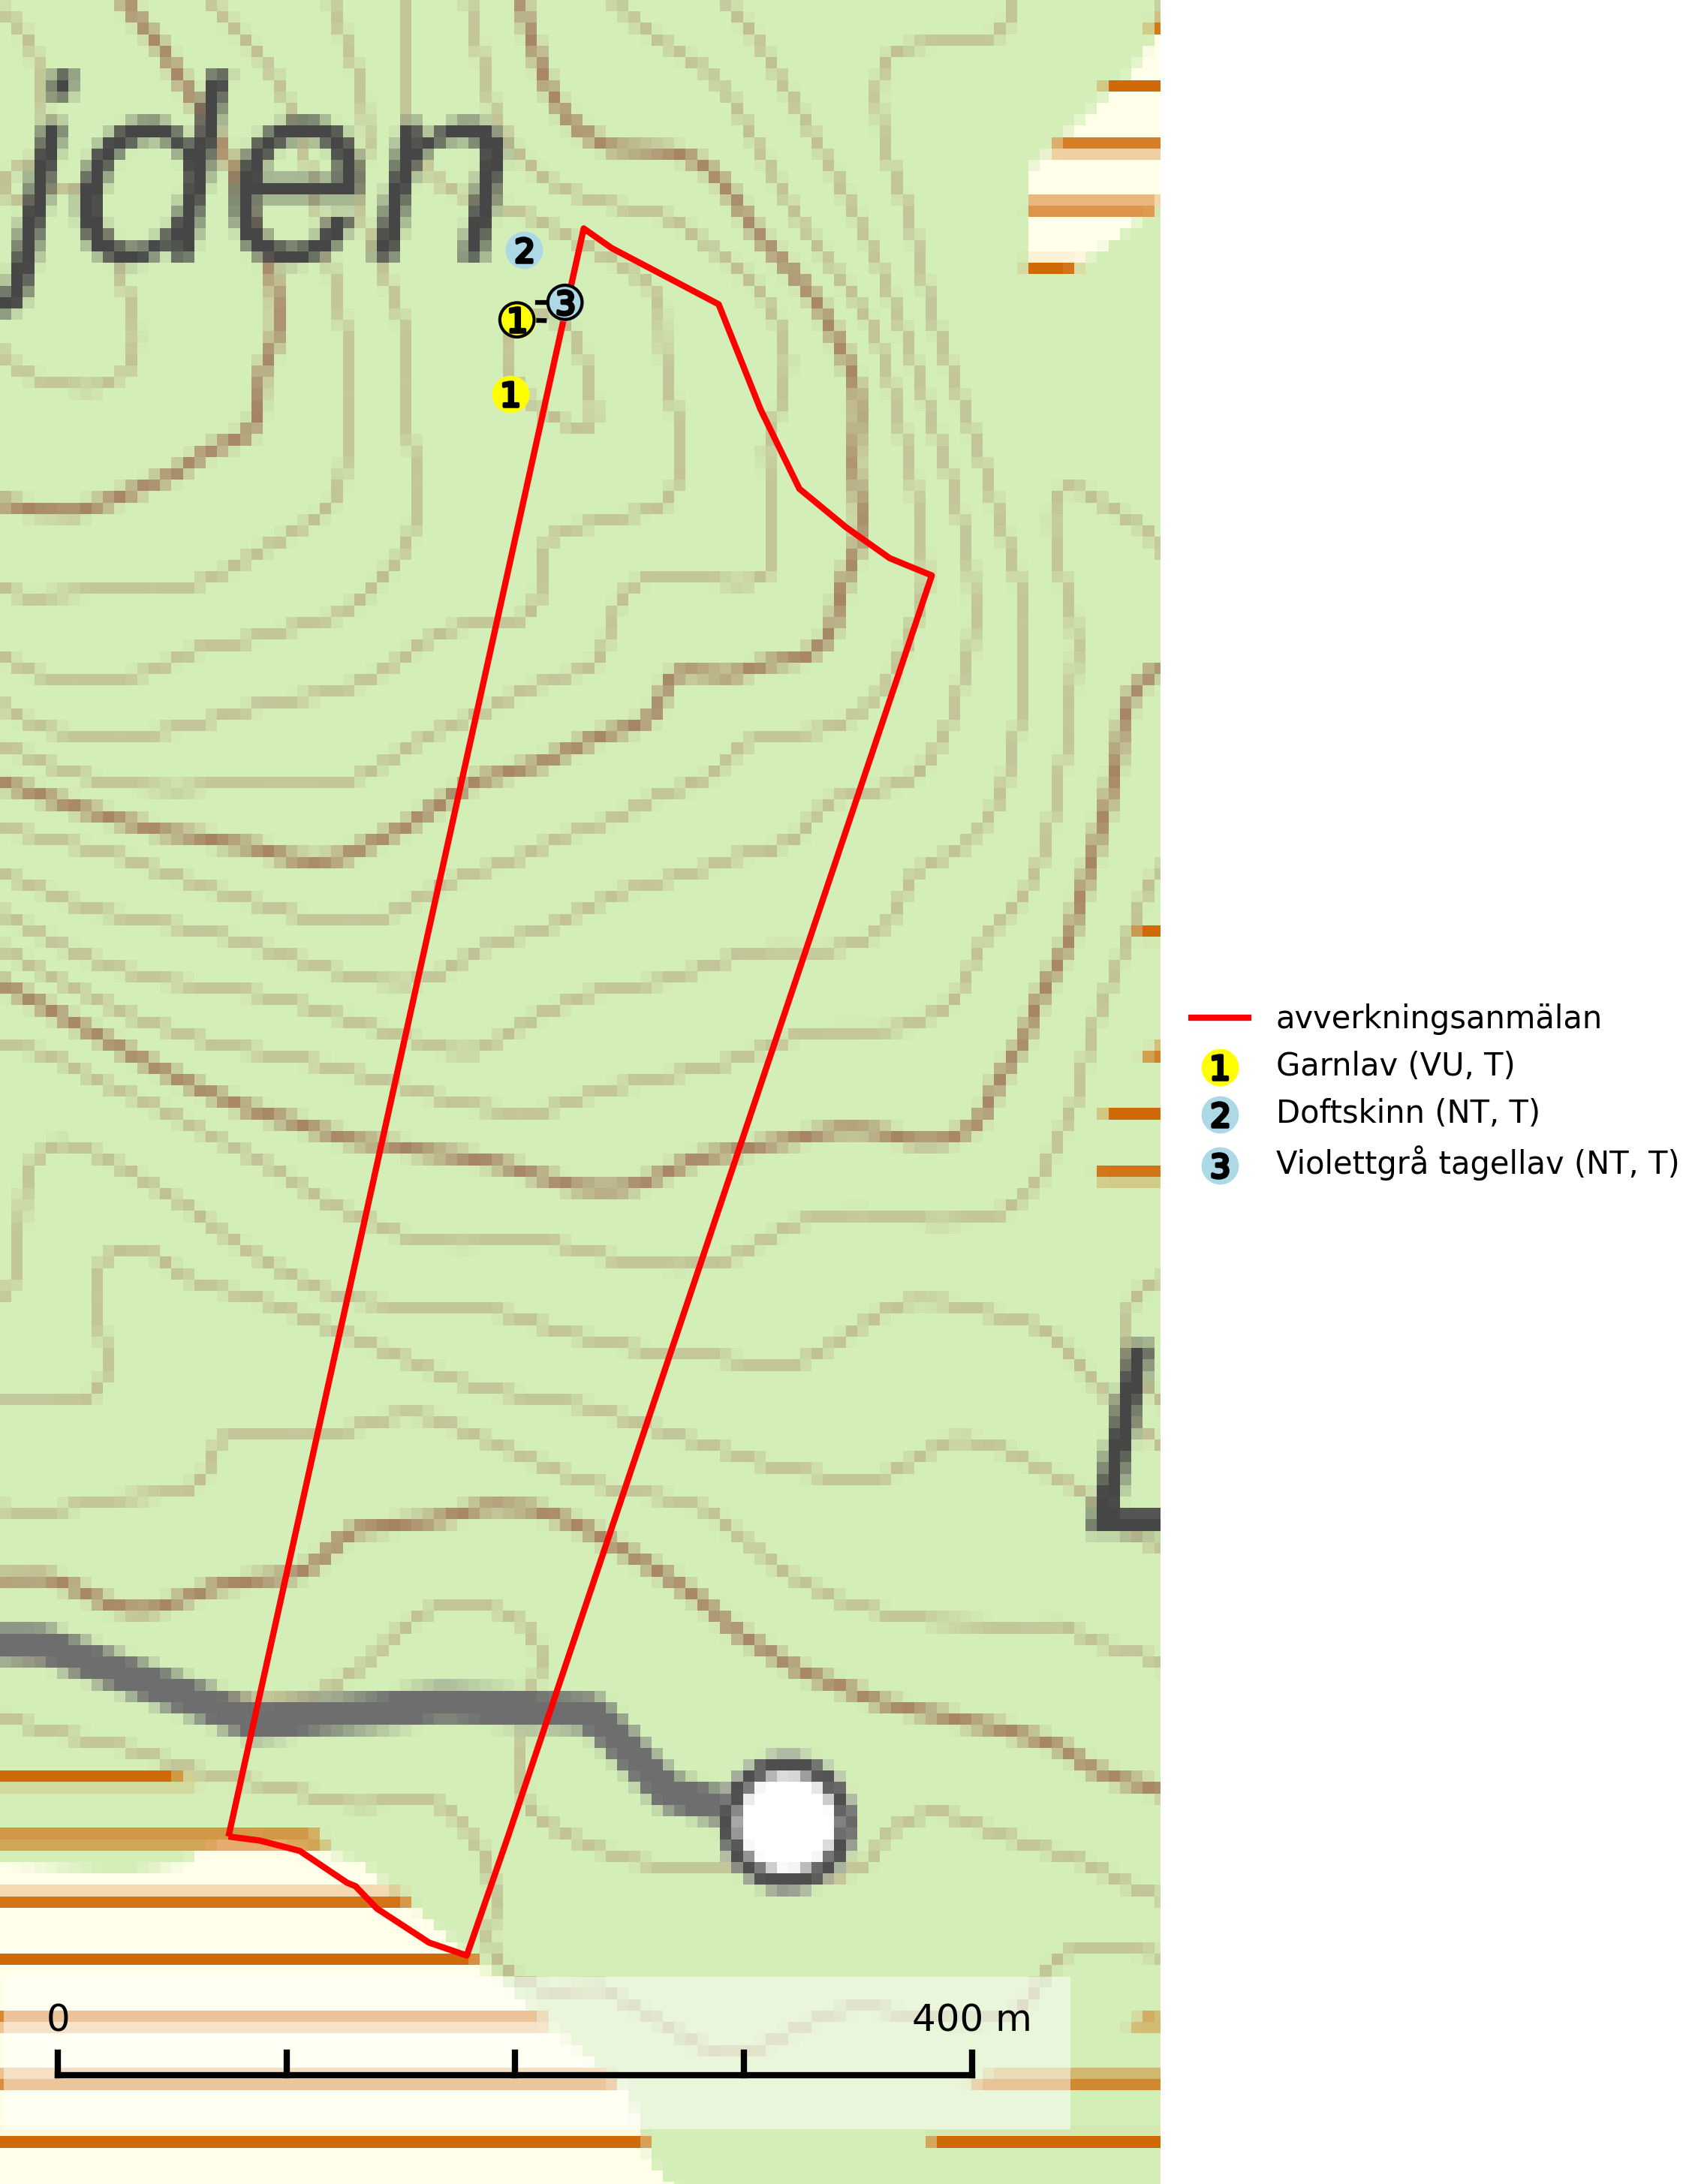 jden
2
3
1
1
L
avverkningsanmälan
1 Garnlav (VU, T)
2 Doftskinn (NT, T)
3 Violettgrå tagellav (NT, T)
0 400 m